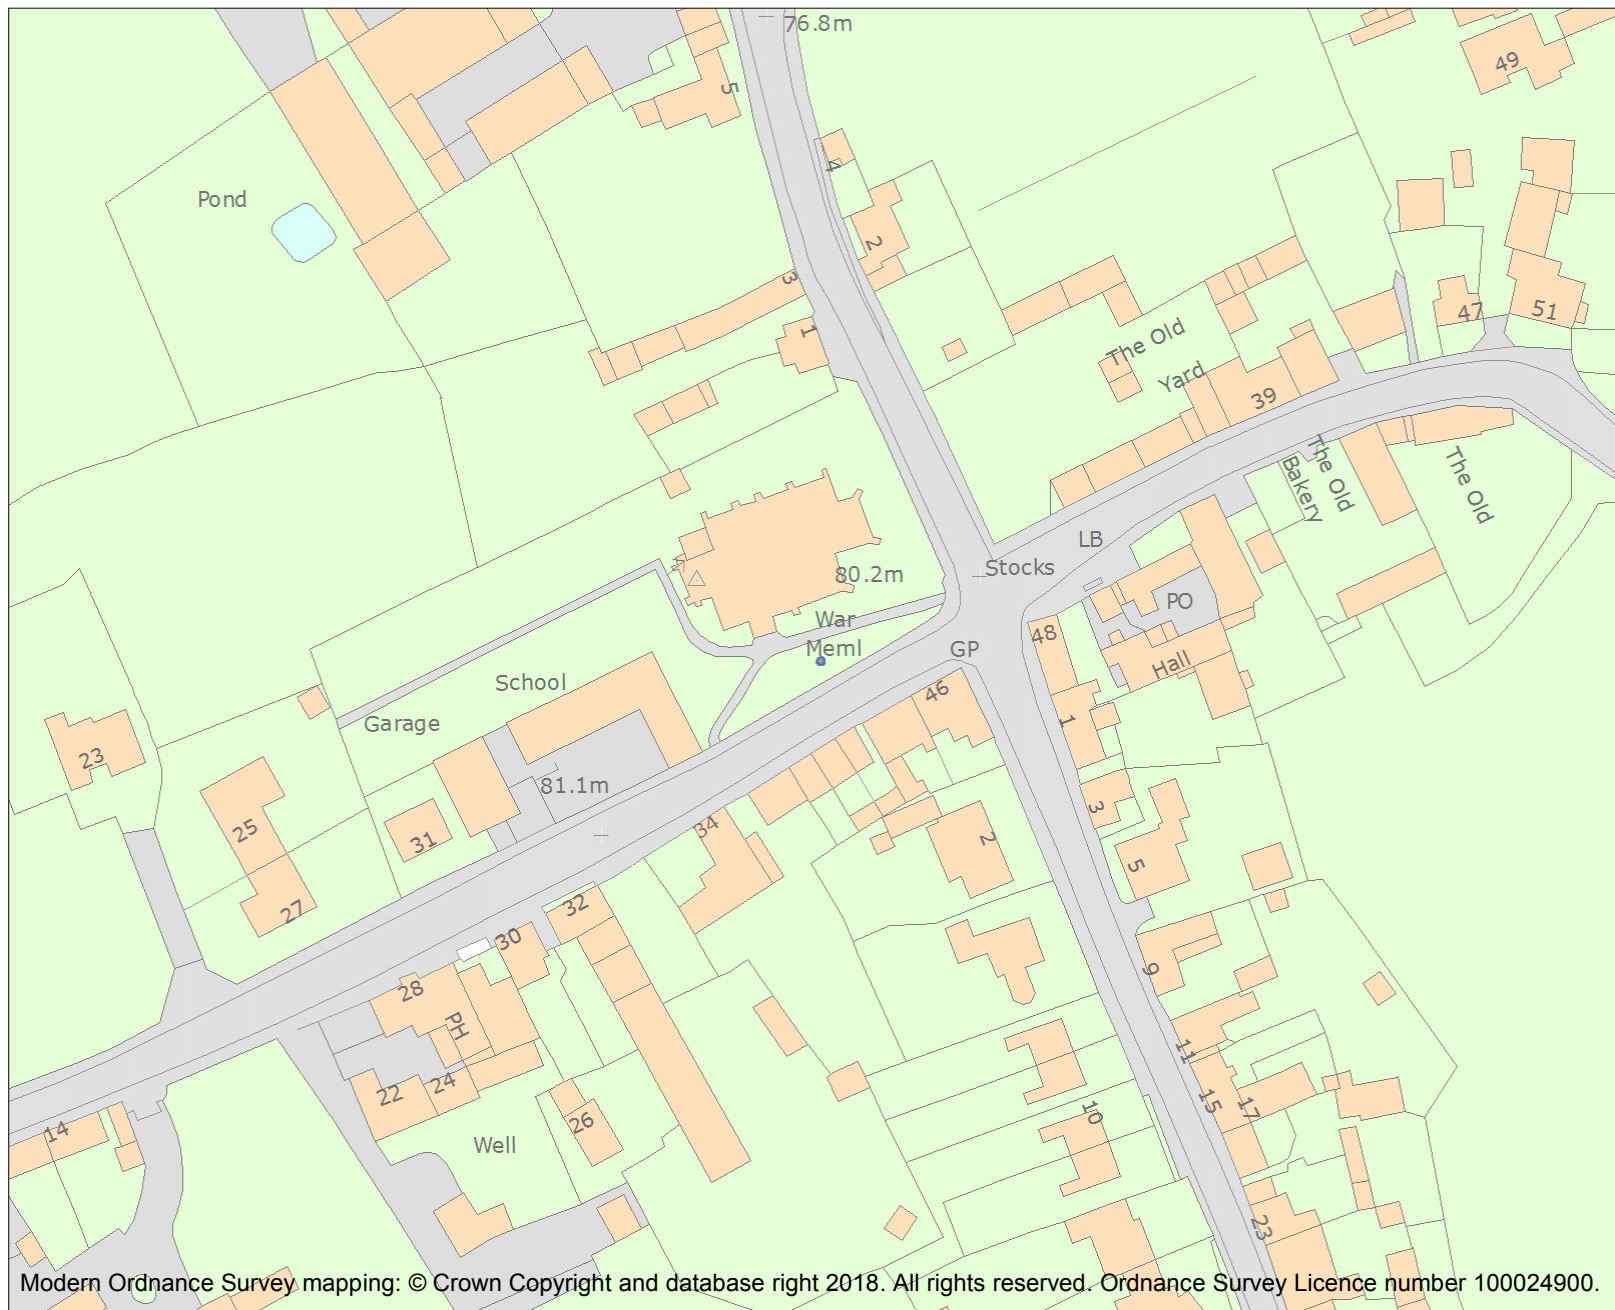 76.8m
49
5
4
Pond
2
3
47
51
1
The Old
Yard
39
The Old
Bakery
The Old
LB
Stocks
80.2m
PO
War
Meml
48
GP
Hall
School
46
Garage
1
23
81.1m
3
25
34
2
31
5
27
32
30
9
28
PH
11
22
24
15
17
10
26
14
Well
23
Modern Ordnance Survey mapping: © Crown Copyright and database right 2018. All rights reserved. Ordnance Survey Licence number 100024900.